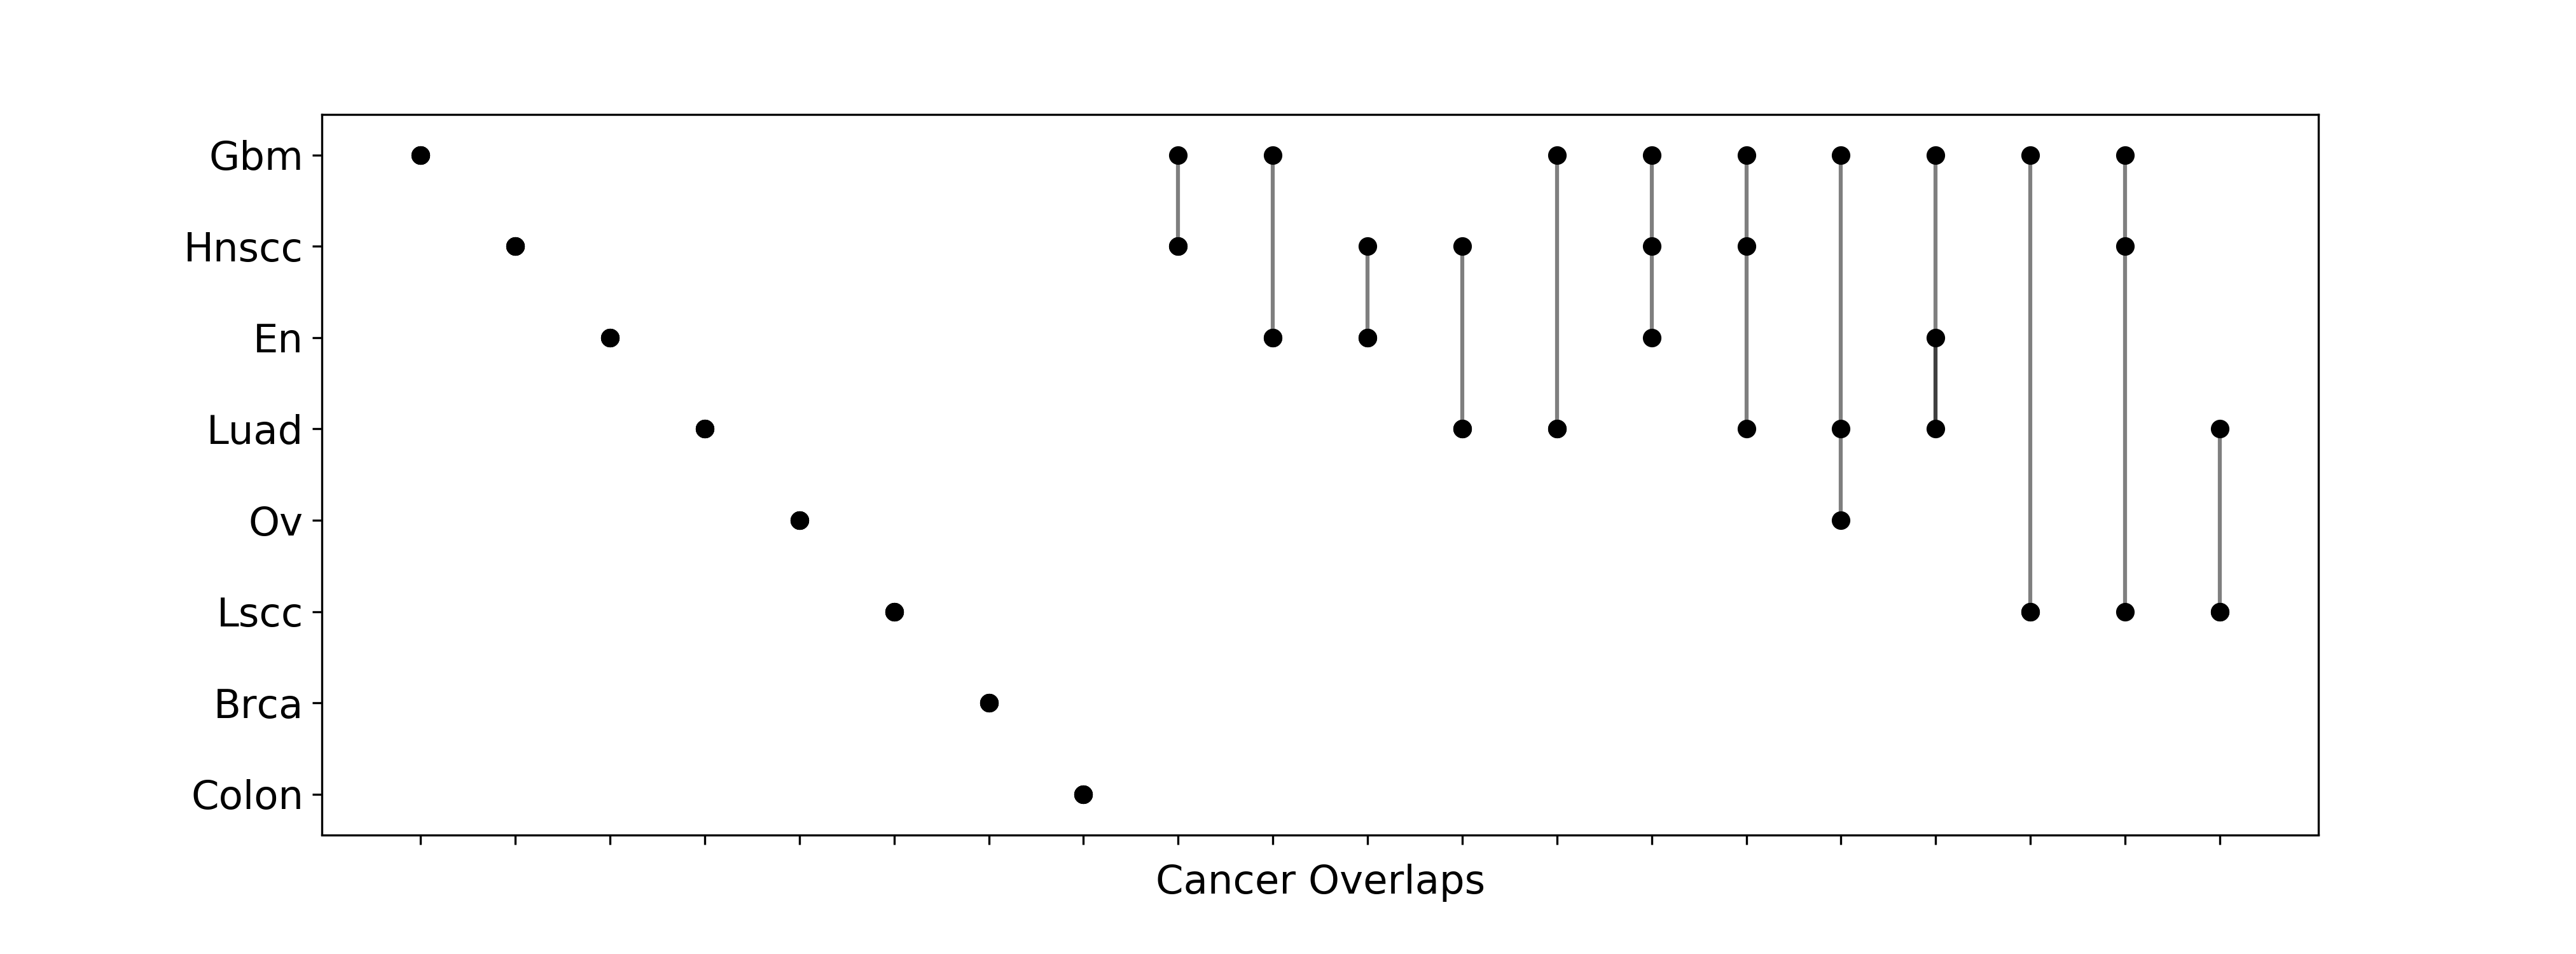 Gbm
Hnscc
En
Luad
Ov
Lscc
Brca
Colon
Cancer Overlaps